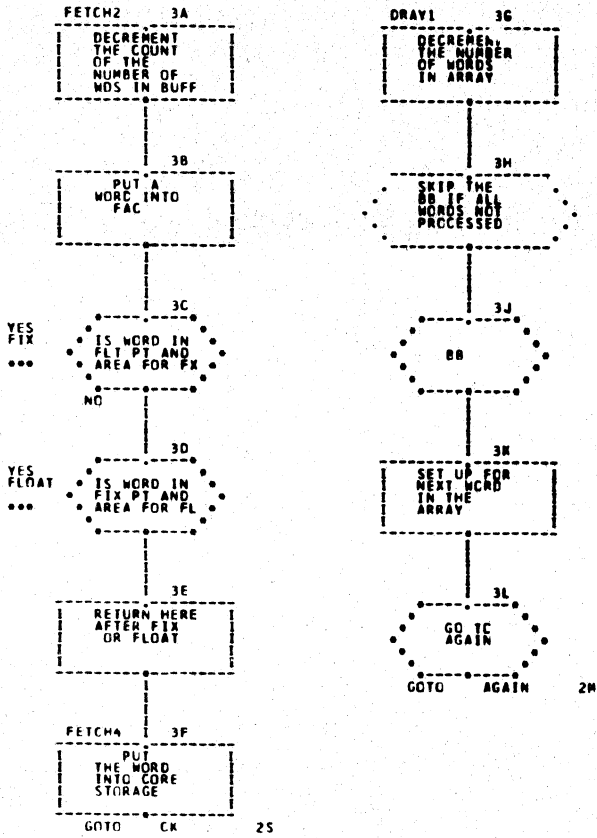 FETCH2 3A
DECREMENT
THE COUNT
OF THE
NUMBER OF
WDS IN BUFF
3B
PUT A
WORD INTO
FAC
3C
YES
FIX
***
IS WORD IN
FLT PT AND
AREA FOR FX
NO
3D
YES
FLOAT
***
IS WORD IN
FIX PT AND
AREA FOR FL
3E
RETURN HERE
AFTER FIX
OR FLOAT
FETCH4 3F
PUT
THE WORD
INTO CORE
STORAGE
GOTO CK 2S
DRAY1 3G
DECREMENT
THE NUMBER
OF WORDS
IN ARRAY
3H
SKIP THE
BB IF ALL
WORDS NOT
PROCESSED
3J
BB
3K
SET UP FOR
NEXT WORD
IN THE
ARRAY
3L
GO TO
AGAIN
GOTO AGAIN 2M